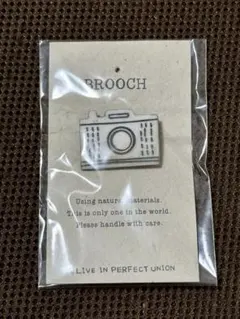 BROOCH
Using natural materials.
This is only one in the world.
Please handle with care.
LIVE IN PERFECT UNION